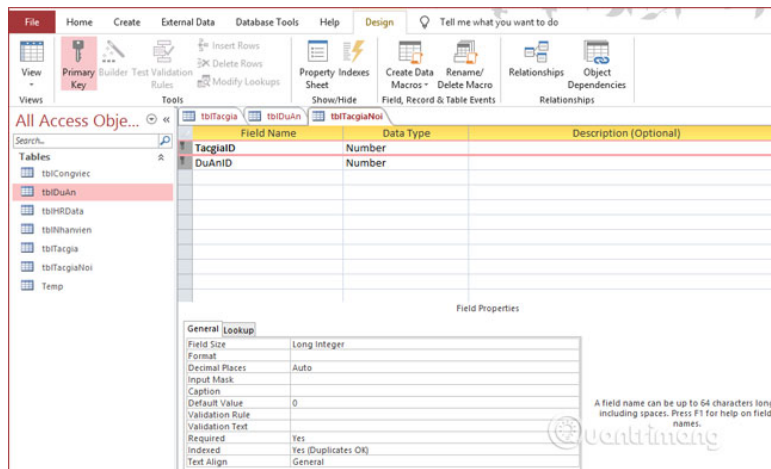 File Home Create External Data Database Tools Help Design Tell me what you want to do
View
Primary Key
Builder
Test Validation Rules
Insert Rows
Delete Rows
Modify Lookups
Property Sheet
Indexes
Create Data Macros
Rename/ Delete Macro
Relationships
Object Dependencies
Views Tools Show/Hide Field, Record & Table Events Relationships
All Access Obje... «
Search...
Tables
tblCongviec
tblDuAn
tblHRData
tblNhanvien
tblTacgia
tblTacgiaNoi
Temp
tblTacgia tblDuAn tblTacgiaNoi
Field Name Data Type Description (Optional)
TacgiaID Number
DuAnID Number
Field Properties
General Lookup
Field Size Long Integer
Format
Decimal Places Auto
Input Mask
Caption
Default Value 0
Validation Rule
Validation Text
Required Yes
Indexed Yes (Duplicates OK)
Text Align General
A field name can be up to 64 characters long
including spaces. Press F1 for help on field
names.
Quantrimang